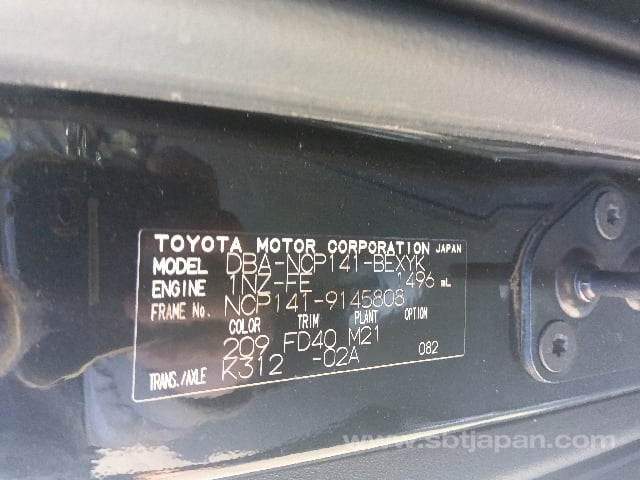 TOYOTA MOTOR CORPORATION JAPAN
MODEL DBA-NCP141-BEXYK
ENGINE 1NZ-FE 1496 mL
FRAME No. NCP141-9145808
COLOR TRIM PLANT OPTION
209 FD40 M21 082
TRANS./AXLE K312 -02A
www.sbtjapan.com